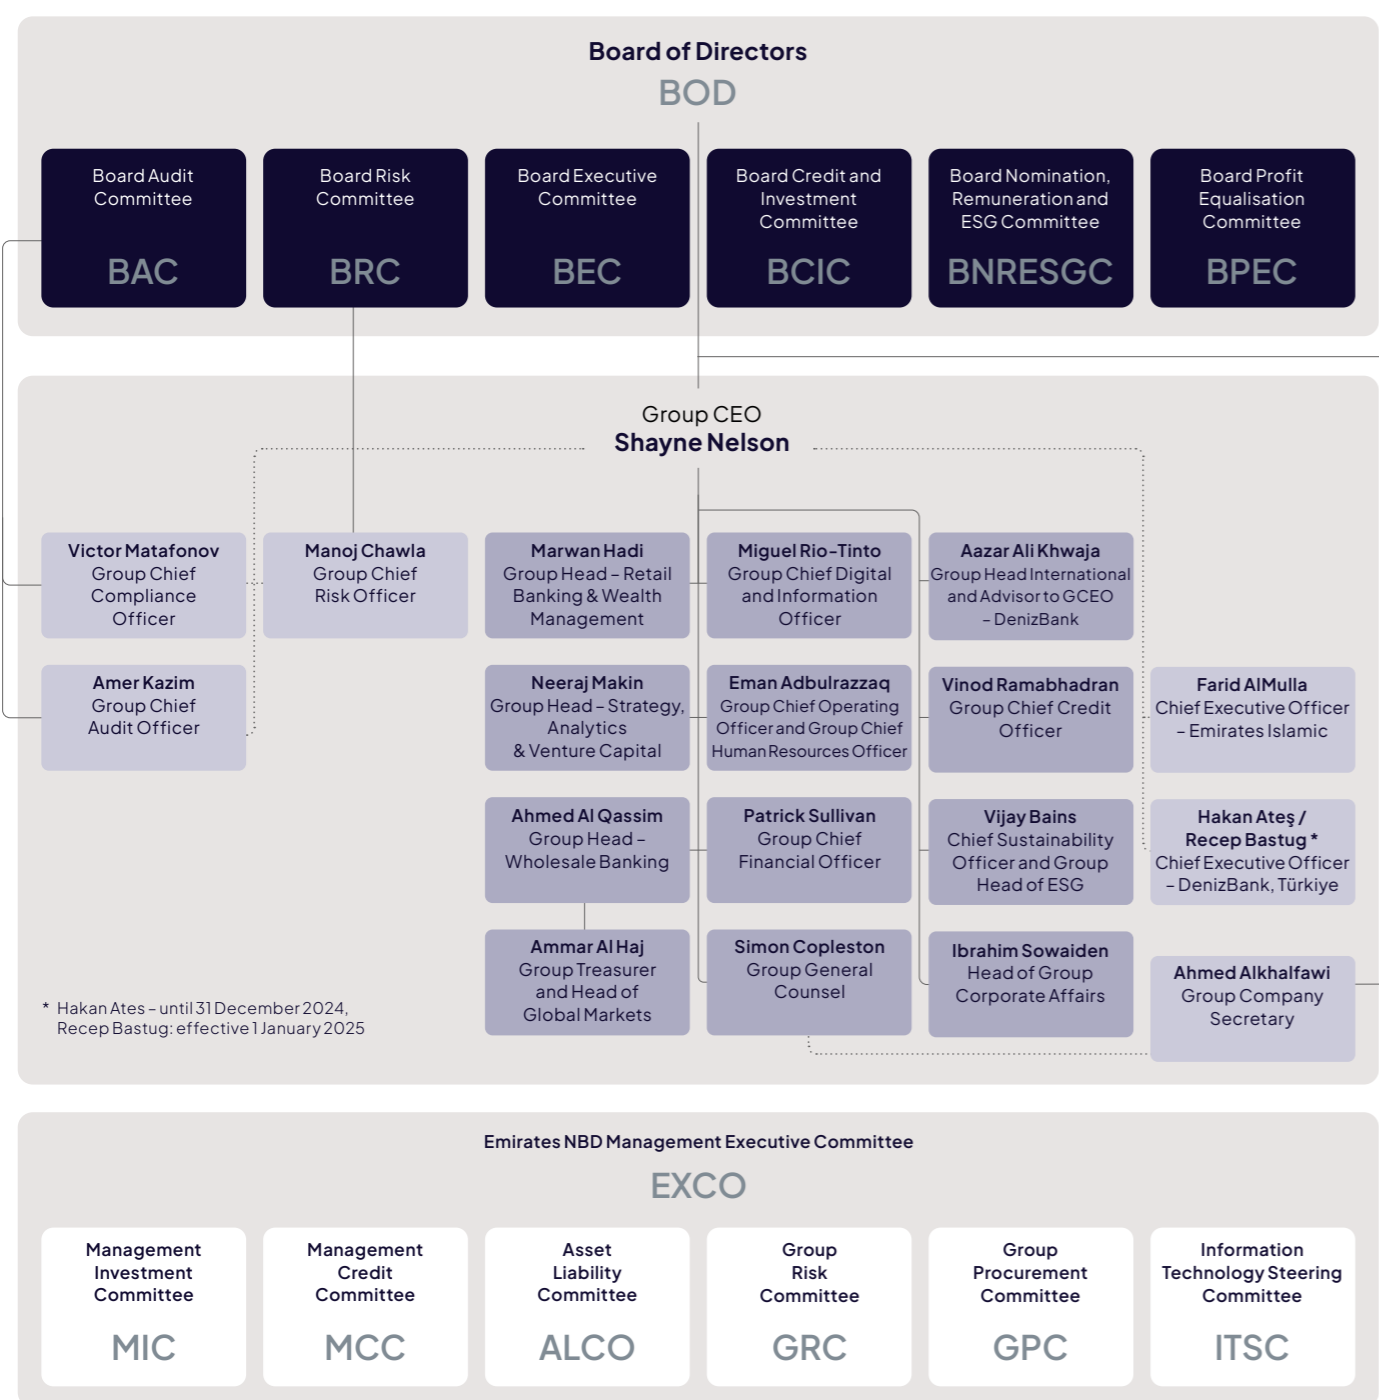 Board of Directors
BOD
Board Audit
Committee
BAC
Board Risk
Committee
BRC
Board Executive
Committee
BEC
Board Credit and
Investment
Committee
BCIC
Board Nomination,
Remuneration and
ESG Committee
BNRESGC
Board Profit
Equalisation
Committee
BPEC
Group CEO
Shayne Nelson
Victor Matafonov
Group Chief
Compliance
Officer
Manoj Chawla
Group Chief
Risk Officer
Marwan Hadi
Group Head – Retail
Banking & Wealth
Management
Miguel Rio-Tinto
Group Chief Digital
and Information
Officer
Aazar Ali Khwaja
Group Head International
and Advisor to GCEO
– DenizBank
Amer Kazim
Group Chief
Audit Officer
Neeraj Makin
Group Head – Strategy,
Analytics
& Venture Capital
Eman Adbulrazzaq
Group Chief Operating
Officer and Group Chief
Human Resources Officer
Vinod Ramabhadran
Group Chief Credit
Officer
Farid AlMulla
Chief Executive Officer
– Emirates Islamic
Ahmed Al Qassim
Group Head –
Wholesale Banking
Patrick Sullivan
Group Chief
Financial Officer
Vijay Bains
Chief Sustainability
Officer and Group
Head of ESG
Hakan Ateş /
Recep Bastug *
Chief Executive Officer
– DenizBank, Türkiye
Ammar Al Haj
Group Treasurer
and Head of
Global Markets
Simon Copleston
Group General
Counsel
Ibrahim Sowaiden
Head of Group
Corporate Affairs
Ahmed Alkhalfawi
Group Company
Secretary
* Hakan Ates – until 31 December 2024,
Recep Bastug: effective 1 January 2025
Emirates NBD Management Executive Committee
EXCO
Management
Investment
Committee
MIC
Management
Credit
Committee
MCC
Asset
Liability
Committee
ALCO
Group
Risk
Committee
GRC
Group
Procurement
Committee
GPC
Information
Technology Steering
Committee
ITSC